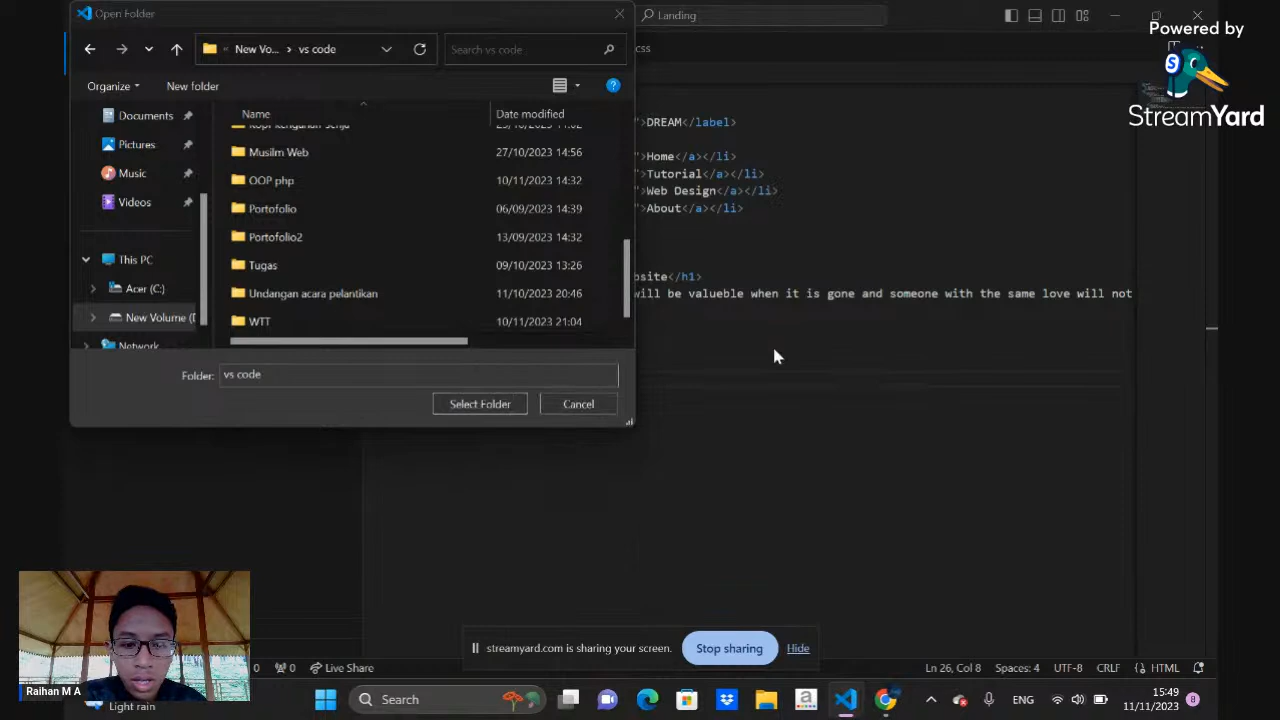 Open Folder
Landing
Powered by
StreamYard
New Vo... vs code
Search vs code
css
Organize
New folder
Documents
Pictures
Music
Videos
This PC
Acer (C:)
New Volume (D
Network
Name
Date modified
Musilm Web
27/10/2023 14:56
OOP php
10/11/2023 14:32
Portofolio
06/09/2023 14:39
Portofolio2
13/09/2023 14:32
Tugas
09/10/2023 13:26
Undangan acara pelantikan
11/10/2023 20:46
WTT
10/11/2023 21:04
">DREAM</label>
">Home</a></li>
">Tutorial</a></li>
">Web Design</a></li>
">About</a></li>
bsite</h1>
will be valueble when it is gone and someone with the same love will not
Folder:
vs code
Select Folder
Cancel
streamyard.com is sharing your screen.
Stop sharing
Hide
0
0
Live Share
Ln 26, Col 8
Spaces: 4
UTF-8
CRLF
HTML
Raihan M A
Light rain
Search
ENG
15:49
11/11/2023
8